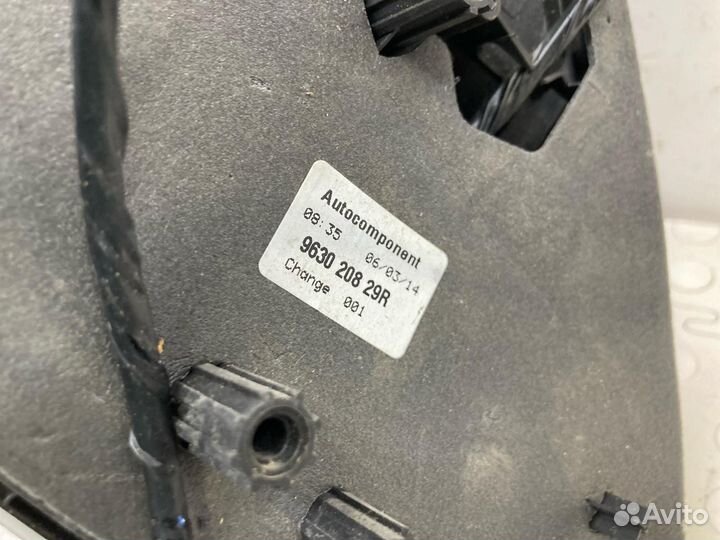 Autocomponent
08:35 06/03/14
9630 208 29R
Change 001
Avito